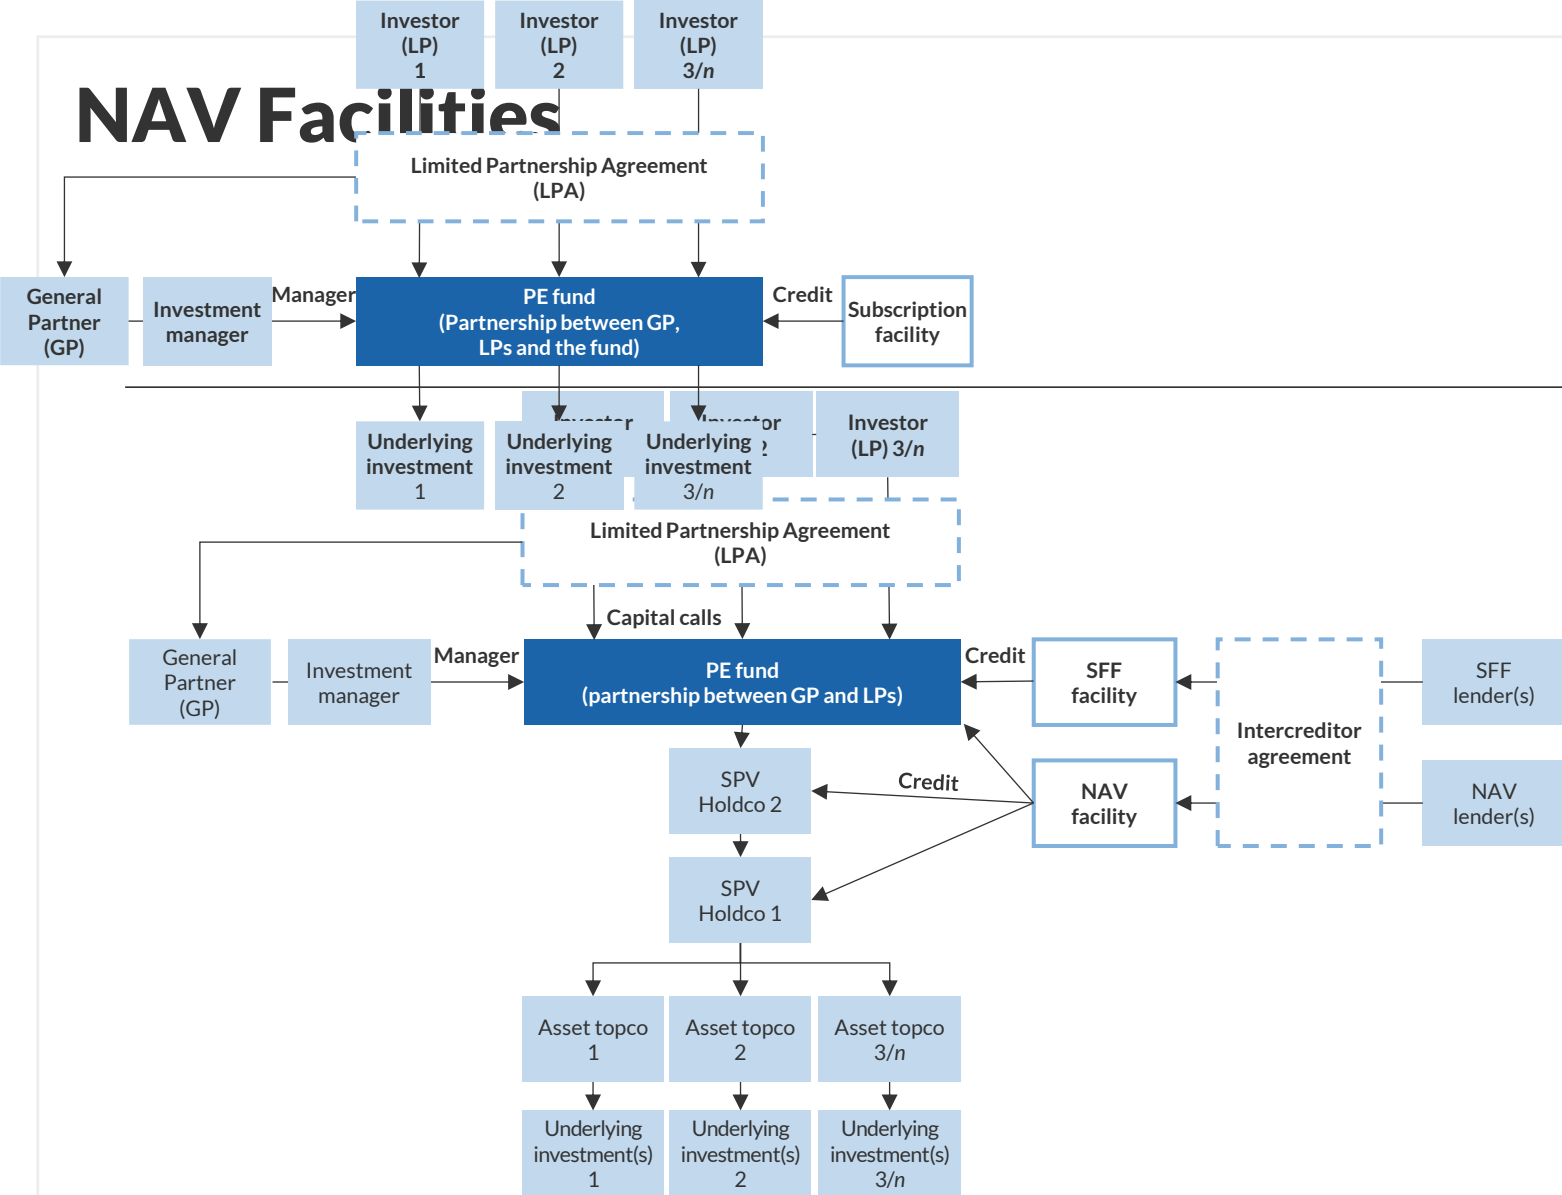 Investor
(LP)
1
Investor
(LP)
2
Investor
(LP)
3/n
NAV Facilities
Limited Partnership Agreement
(LPA)
General
Partner
(GP)
Investment
manager
Manager
PE fund
(Partnership between GP,
LPs and the fund)
Credit
Subscription
facility
Underlying
investment
1
Underlying
investment
2
Underlying
investment
3/n
Investor
Investor
2
Investor
(LP) 3/n
Limited Partnership Agreement
(LPA)
Capital calls
General
Partner
(GP)
Investment
manager
Manager
PE fund
(partnership between GP and LPs)
Credit
SFF
facility
Intercreditor
agreement
SFF
lender(s)
SPV
Holdco 2
Credit
NAV
facility
NAV
lender(s)
SPV
Holdco 1
Asset topco
1
Asset topco
2
Asset topco
3/n
Underlying
investment(s)
1
Underlying
investment(s)
2
Underlying
investment(s)
3/n